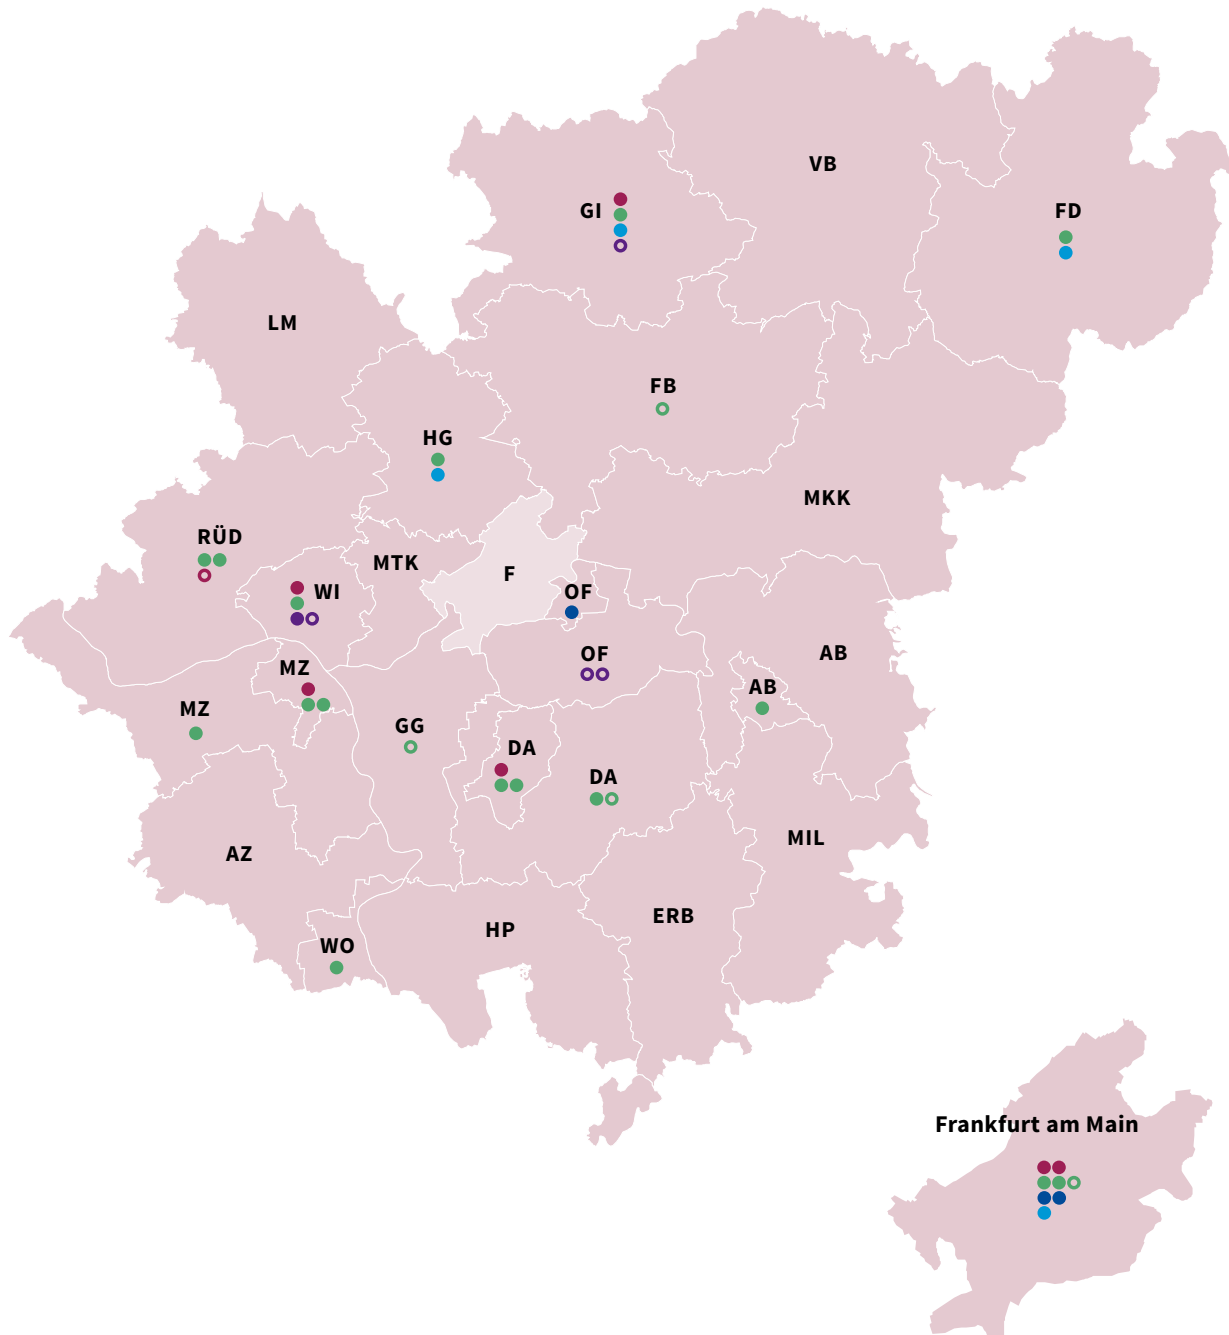 VB
GI
FD
LM
FB
HG
MKK
RÜD
MTK
F
WI
OF
OF
AB
MZ
AB
MZ
GG
DA
DA
MIL
AZ
ERB
HP
WO
Frankfurt am Main